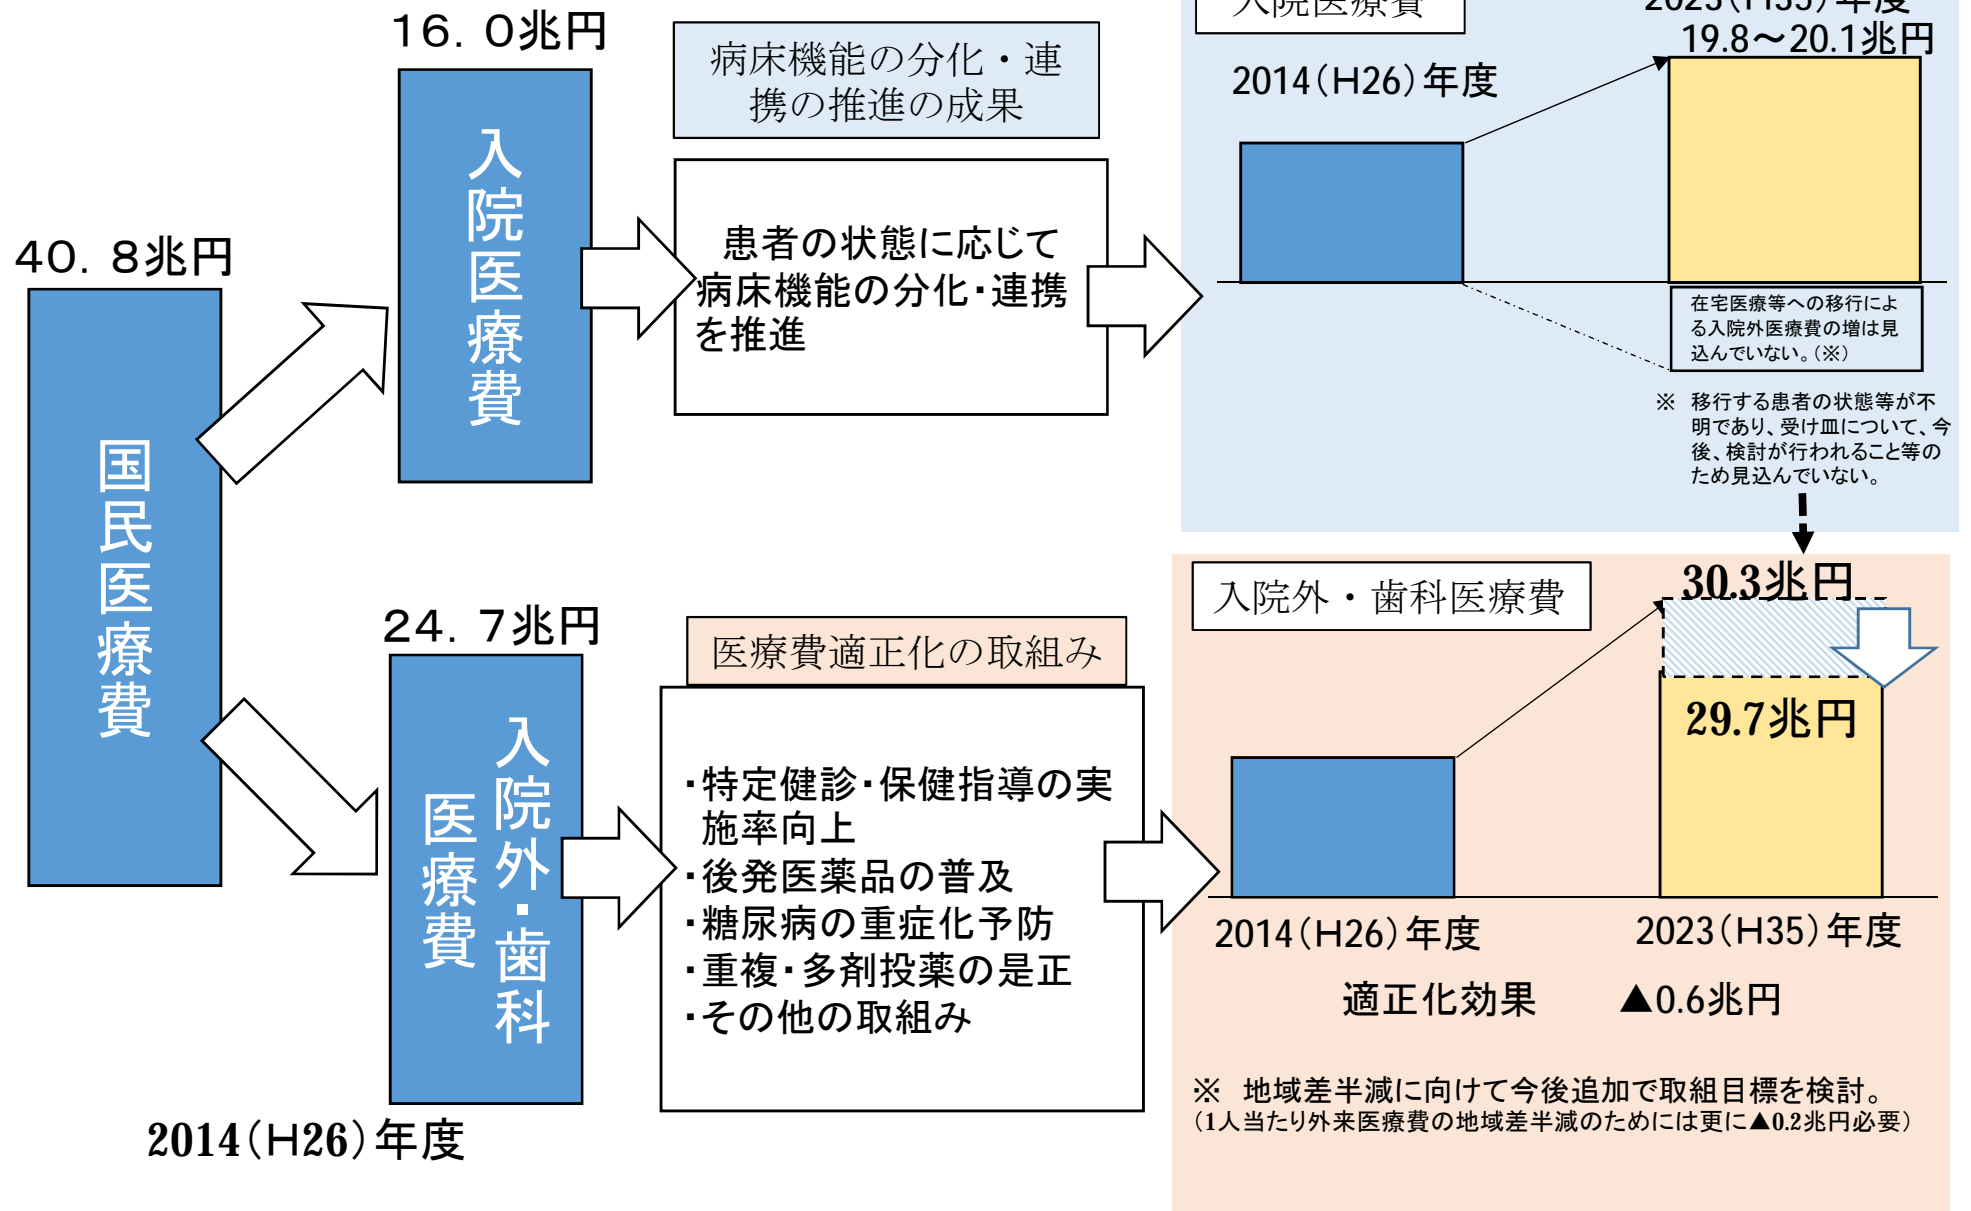 40．8兆円
国民医療費
16．0兆円
入院医療費
24．7兆円
入院外・歯科
医療費
2014（H26）年度
病床機能の分化・連
携の推進の成果
患者の状態に応じて
病床機能の分化・連携
を推進
医療費適正化の取組み
・特定健診・保健指導の実
施率向上
・後発医薬品の普及
・糖尿病の重症化予防
・重複・多剤投薬の是正
・その他の取組み
入院医療費
2023（H35）年度
19.8～20.1兆円
2014（H26）年度
在宅医療等への移行によ
る入院外医療費の増は見
込んでいない。（※）
※ 移行する患者の状態等が不
明であり、受け皿について、今
後、検討が行われること等の
ため見込んでいない。
入院外・歯科医療費
30.3兆円
29.7兆円
2014（H26）年度
2023（H35）年度
適正化効果 ▲0.6兆円
※ 地域差半減に向けて今後追加で取組目標を検討。
（1人当たり外来医療費の地域差半減のためには更に▲0.2兆円必要）